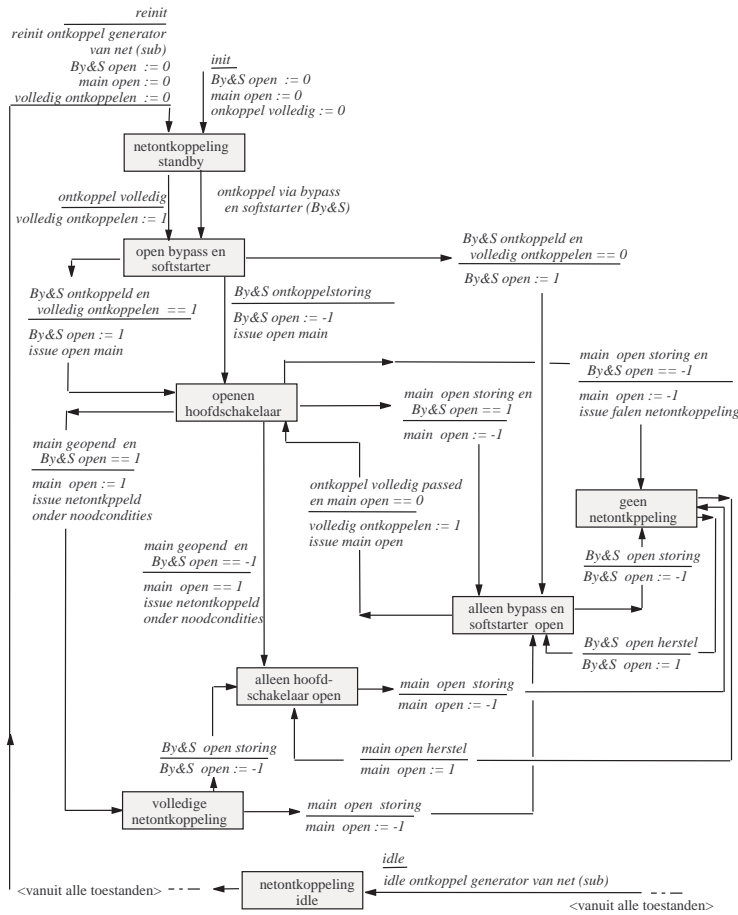 reinit
reinit ontkoppel generator
van net (sub)
By&S open := 0
main open := 0
volledig ontkoppelen := 0
init
By&S open := 0
main open := 0
onkoppel volledig := 0
netontkoppeling
standby
ontkoppel volledig
volledig ontkoppelen := 1
ontkoppel via bypass
en softstarter (By&S)
open bypass en
softstarter
By&S ontkoppeld en
volledig ontkoppelen == 0
By&S open := 1
By&S ontkoppeld en
volledig ontkoppelen == 1
By&S open := 1
issue open main
By&S ontkoppelstoring
By&S open := -1
issue open main
openen
hoofdschakelaar
main open storing en
By&S open == 1
main open := -1
main open storing en
By&S open == -1
main open := -1
issue falen netontkoppeling
main geopend en
By&S open == 1
main open := 1
issue netontkppeld
onder noodcondities
ontkoppel volledig passed
en main open == 0
volledig ontkoppelen := 1
issue main open
geen
netontkppeling
main geopend en
By&S open == -1
main open == 1
issue netontkoppeld
onder noodcondities
By&S open storing
By&S open := -1
alleen bypass en
softstarter open
By&S open herstel
By&S open := 1
alleen hoofd-
schakelaar open
main open storing
main open := -1
By&S open storing
By&S open := -1
main open herstel
main open := 1
volledige
netontkoppeling
main open storing
main open := -1
idle
idle ontkoppel generator van net (sub)
<vanuit alle toestanden>
netontkoppeling
idle
<vanuit alle toestanden>